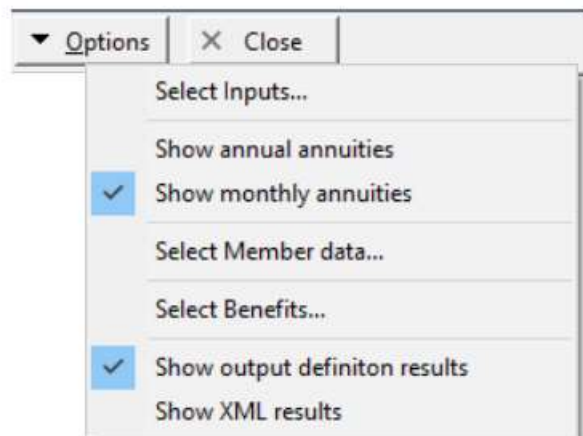 Options Close
Select Inputs...
Show annual annuities
Show monthly annuities
Select Member data...
Select Benefits...
Show output definiton results
Show XML results